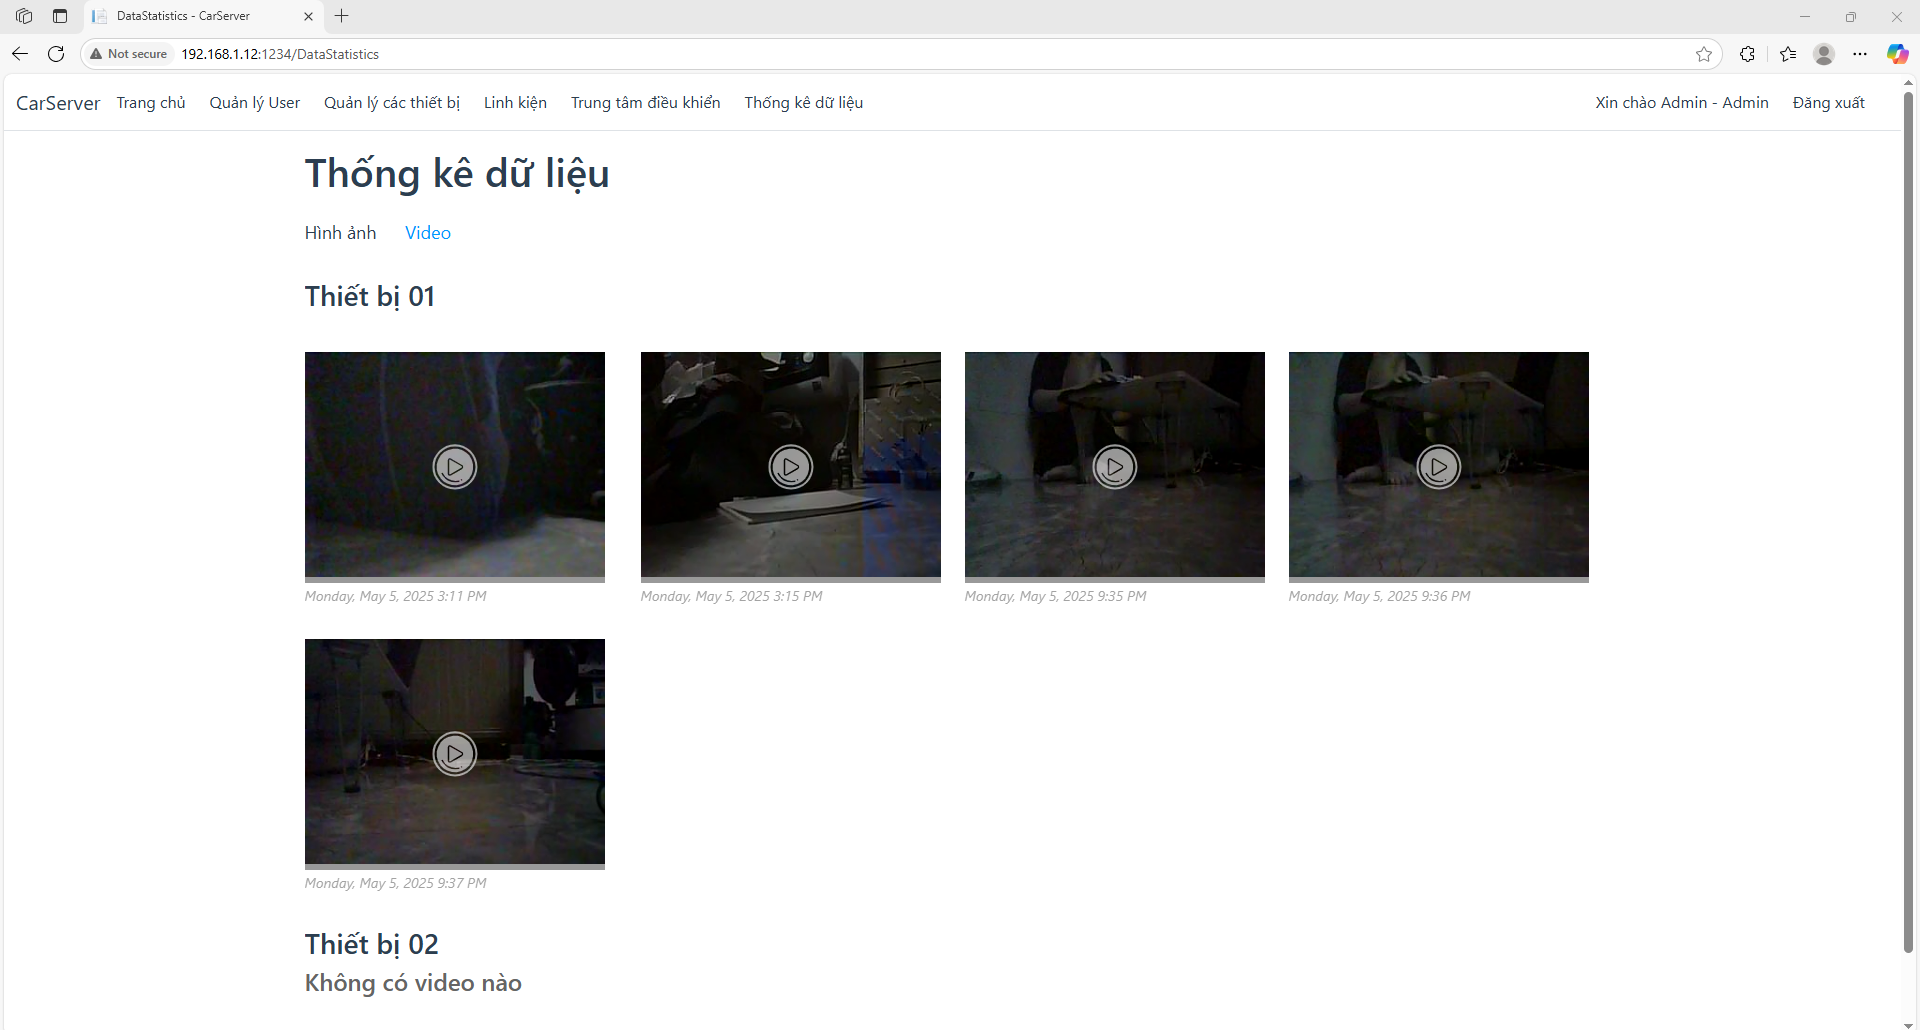 DataStatistics - CarServer
Not secure 192.168.1.12:1234/DataStatistics
CarServer Trang chủ Quản lý User Quản lý các thiết bị Linh kiện Trung tâm điều khiển Thống kê dữ liệu Xin chào Admin - Admin Đăng xuất
Thống kê dữ liệu
Hình ảnh Video
Thiết bị 01
Monday, May 5, 2025 3:11 PM Monday, May 5, 2025 3:15 PM Monday, May 5, 2025 9:35 PM Monday, May 5, 2025 9:36 PM
Monday, May 5, 2025 9:37 PM
Thiết bị 02
Không có video nào